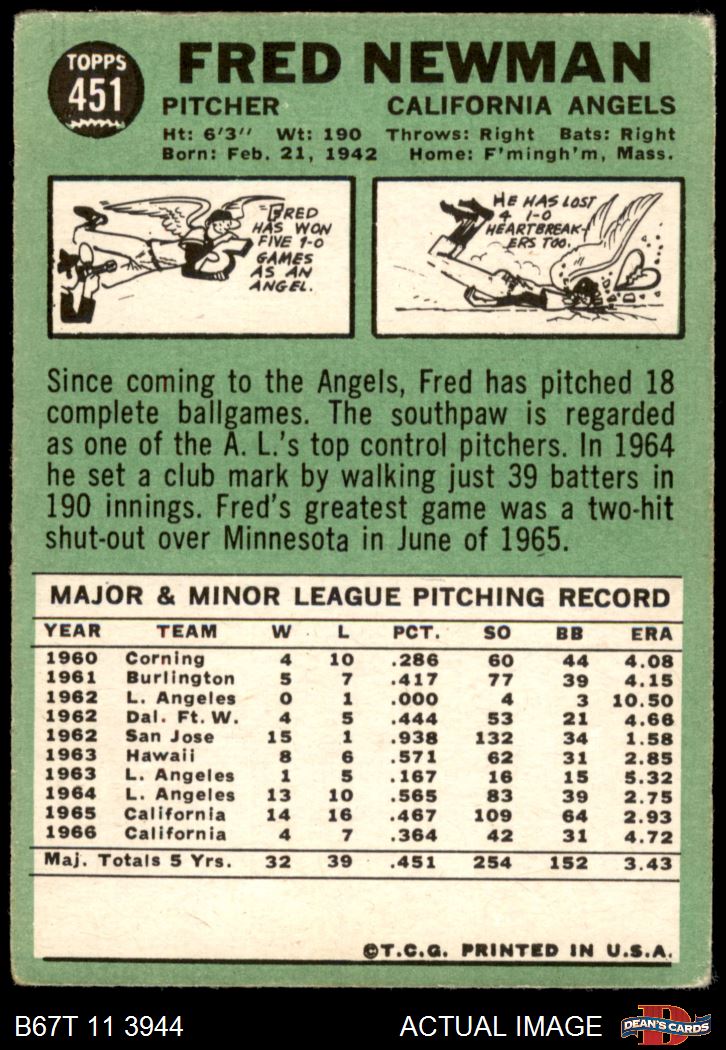 TOPPS
451
FRED NEWMAN
PITCHER CALIFORNIA ANGELS
Ht: 6'3" Wt: 190 Throws: Right Bats: Right
Born: Feb. 21, 1942 Home: F'mingh'm, Mass.
FRED
HAS WON
FIVE 1-0
GAMES
AS AN
ANGEL.
HE HAS LOST
4 1-0
HEARTBREAK-
ERS TOO.
Since coming to the Angels, Fred has pitched 18
complete ballgames. The southpaw is regarded
as one of the A. L.'s top control pitchers. In 1964
he set a club mark by walking just 39 batters in
190 innings. Fred's greatest game was a two-hit
shut-out over Minnesota in June of 1965.
MAJOR & MINOR LEAGUE PITCHING RECORD
YEAR TEAM W L PCT. SO BB ERA
1960 Corning 4 10 .286 60 44 4.08
1961 Burlington 5 7 .417 77 39 4.15
1962 L. Angeles 0 1 .000 4 3 10.50
1962 Dal. Ft. W. 4 5 .444 53 21 4.66
1962 San Jose 15 1 .938 132 34 1.58
1963 Hawaii 8 6 .571 62 31 2.85
1963 L. Angeles 1 5 .167 16 15 5.32
1964 L. Angeles 13 10 .565 83 39 2.75
1965 California 14 16 .467 109 64 2.93
1966 California 4 7 .364 42 31 4.72
Maj. Totals 5 Yrs. 32 39 .451 254 152 3.43
©T.C.G. PRINTED IN U.S.A.
B67T 11 3944 ACTUAL IMAGE
D
DEAN'S CARDS